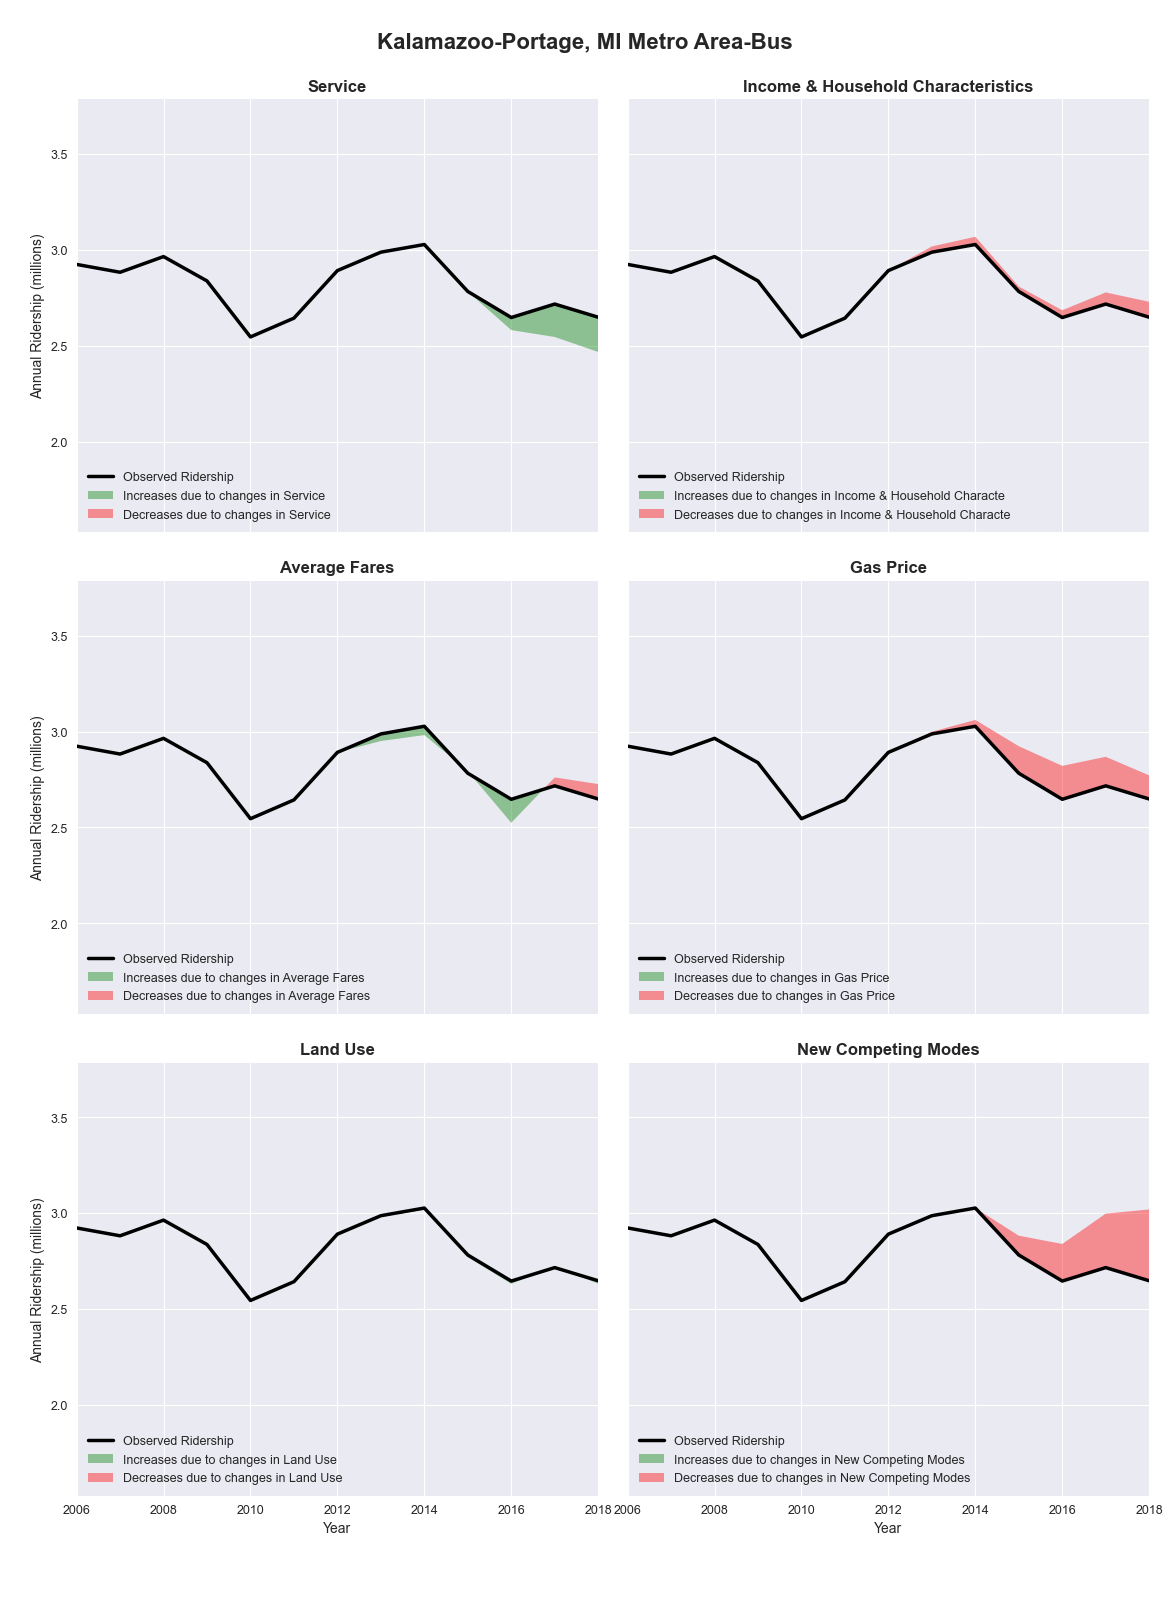 Kalamazoo-Portage, MI Metro Area-Bus
Service
Income & Household Characteristics
3.5
3.0
2.5
2.0
Annual Ridership (millions)
Observed Ridership
Increases due to changes in Service
Decreases due to changes in Service
Observed Ridership
Increases due to changes in Income & Household Characte
Decreases due to changes in Income & Household Characte
Average Fares
Gas Price
3.5
3.0
2.5
2.0
Annual Ridership (millions)
Observed Ridership
Increases due to changes in Average Fares
Decreases due to changes in Average Fares
Observed Ridership
Increases due to changes in Gas Price
Decreases due to changes in Gas Price
Land Use
New Competing Modes
3.5
3.0
2.5
2.0
Annual Ridership (millions)
Observed Ridership
Increases due to changes in Land Use
Decreases due to changes in Land Use
Observed Ridership
Increases due to changes in New Competing Modes
Decreases due to changes in New Competing Modes
2006 2008 2010 2012 2014 2016 2018
2006 2008 2010 2012 2014 2016 2018
Year
Year